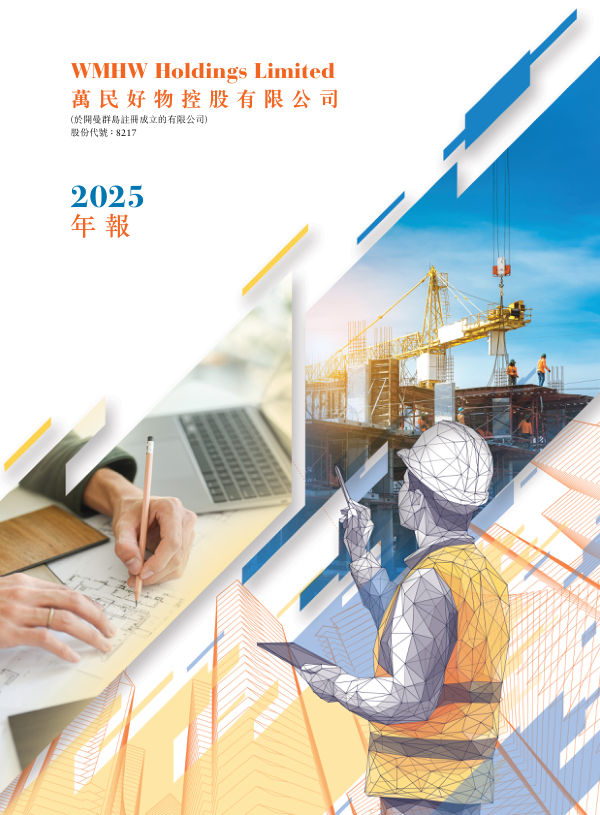 WMHW Holdings Limited
萬民好物控股有限公司
(於開曼群島註冊成立的有限公司)
股份代號：8217
2025
年報